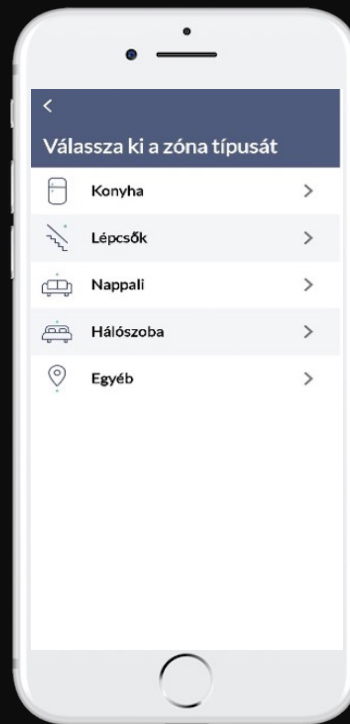 Válassza ki a zóna típusát
Konyha
Lépcsők
Nappali
Hálószoba
Egyéb